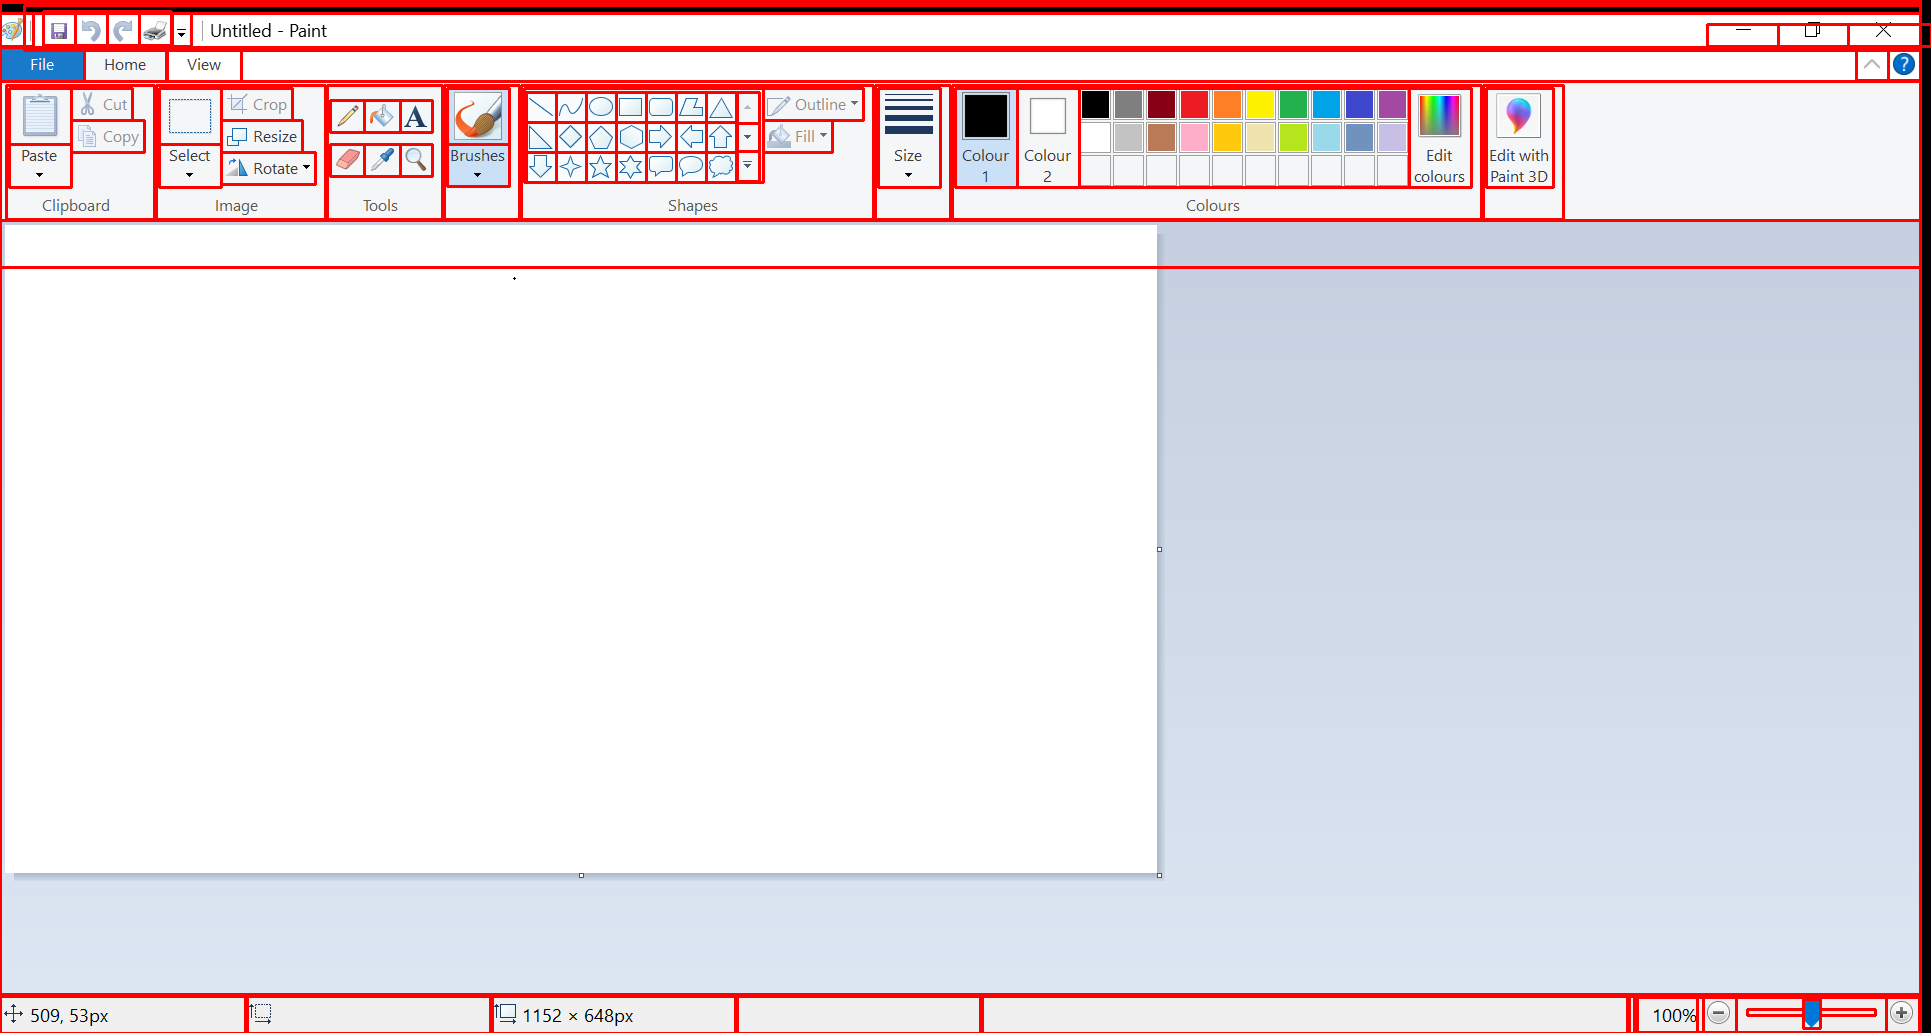 Untitled - Paint
File Home View
Paste
Cut
Copy
Clipboard
Select
Crop
Resize
Rotate
Image
A
Tools
Brushes
Outline
Fill
Shapes
Size
Colour
1
Colour
2
Edit
colours
Colours
Edit with
Paint 3D
509, 53px
1152 × 648px
100%